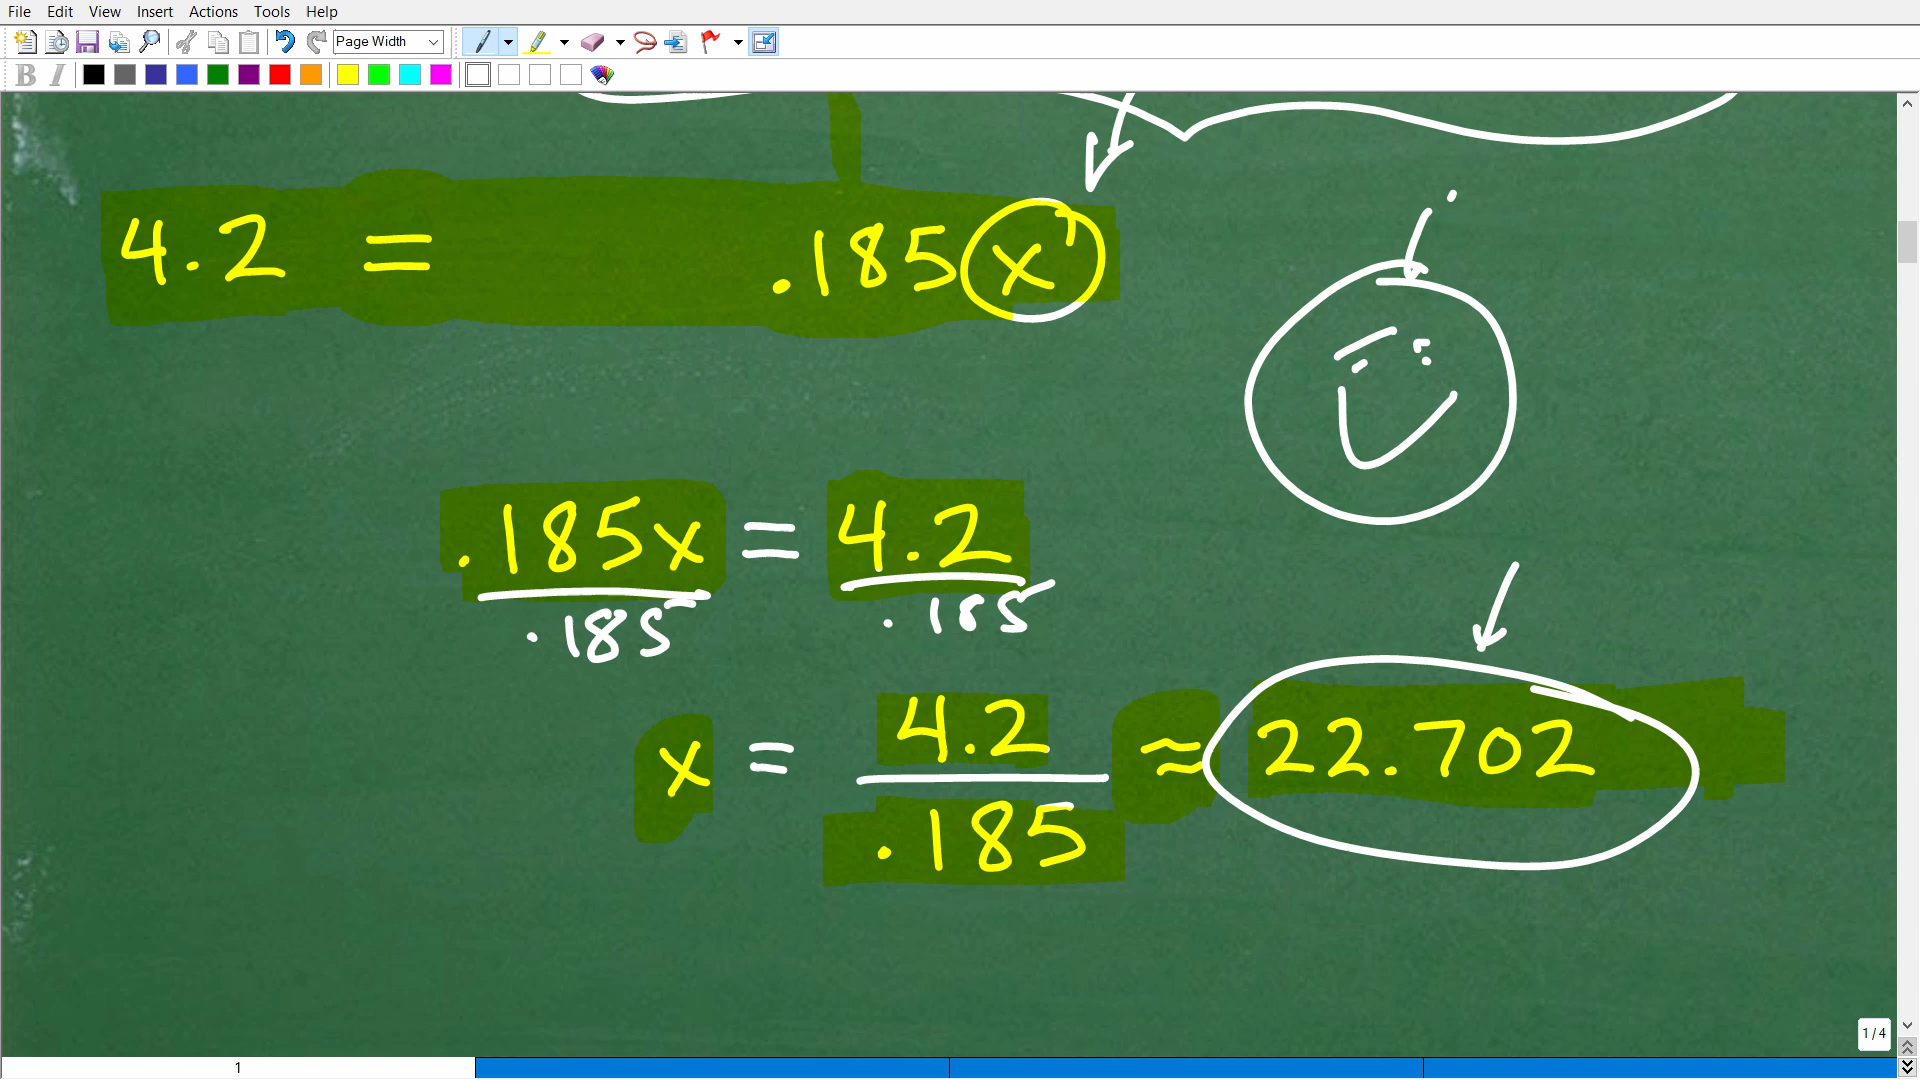 File Edit View Insert Actions Tools Help
Page Width
B I
4.2 = .185x
.185x = 4.2
.185 .185
x = 4.2 ≈ 22.702
.185
1 / 4
1